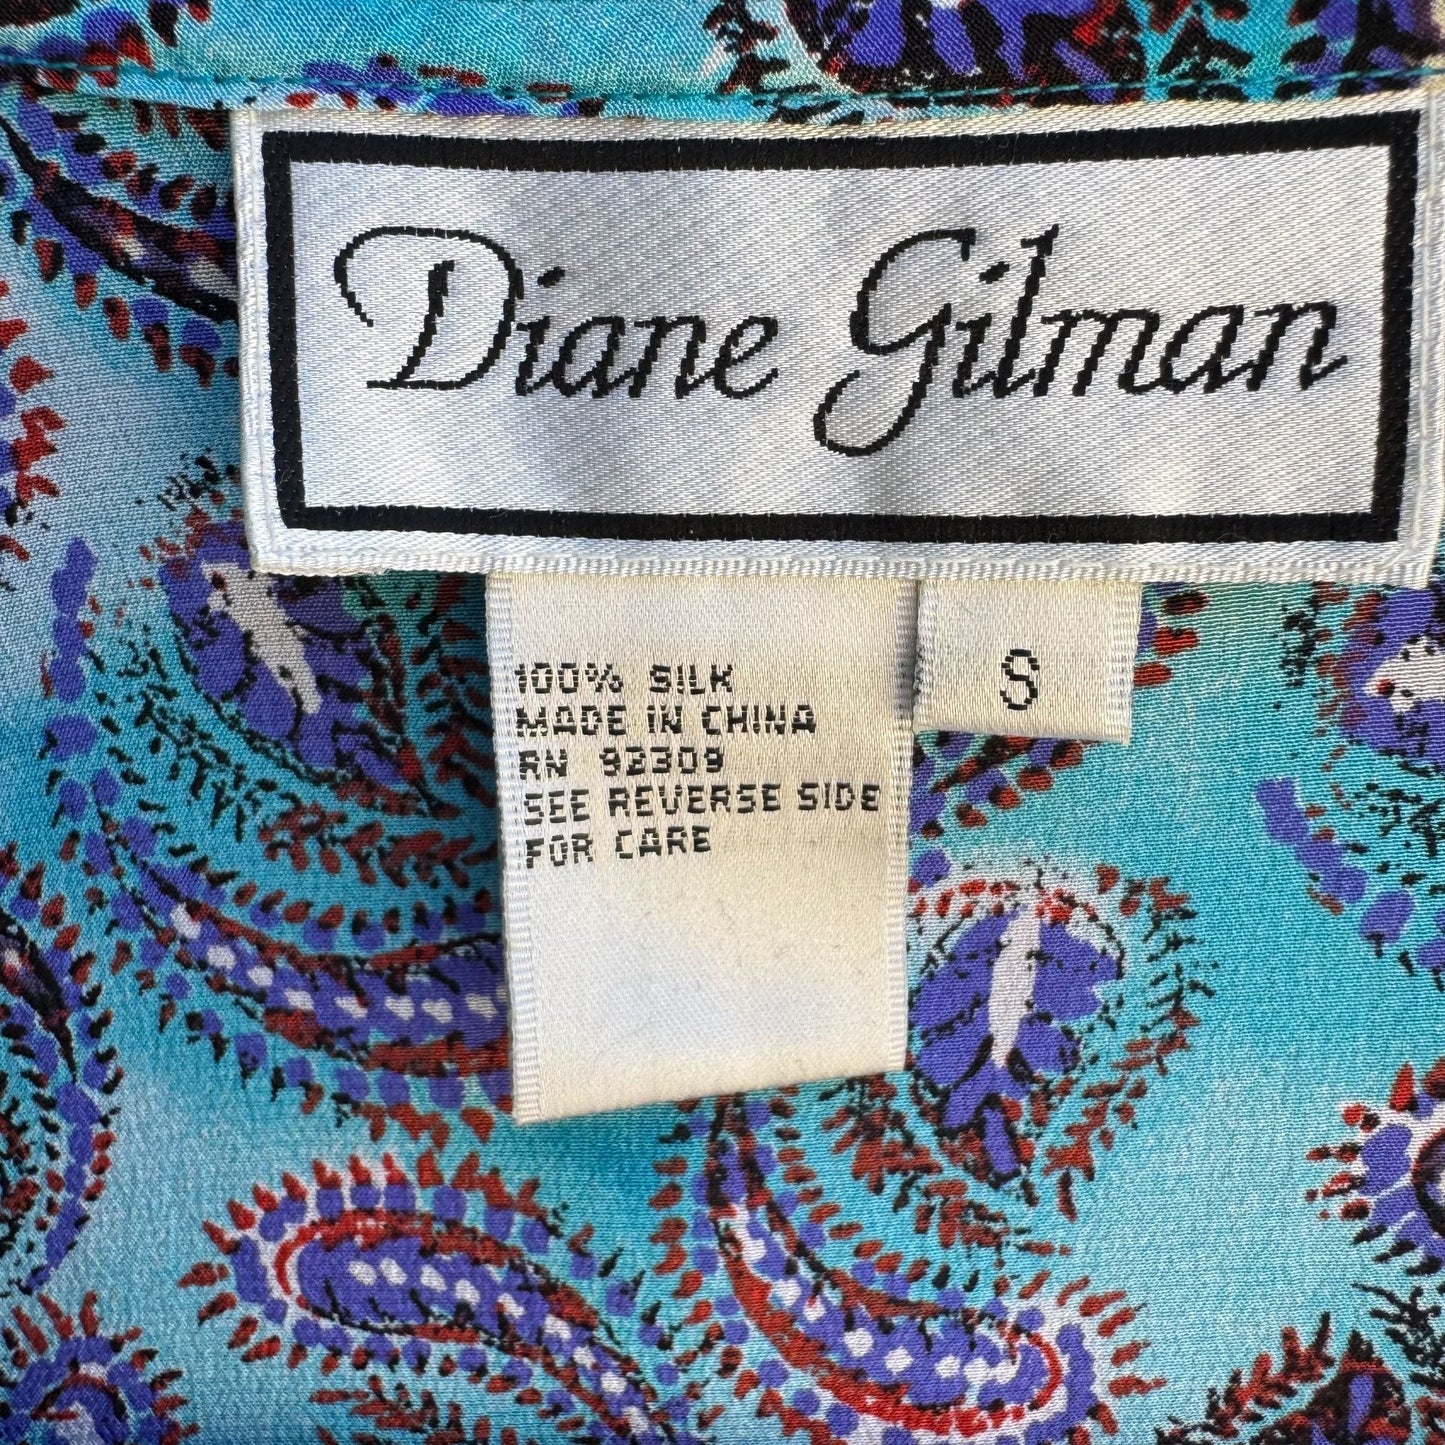 Diane Gilman
100% SILK
MADE IN CHINA
RN 92309
SEE REVERSE SIDE
FOR CARE
S